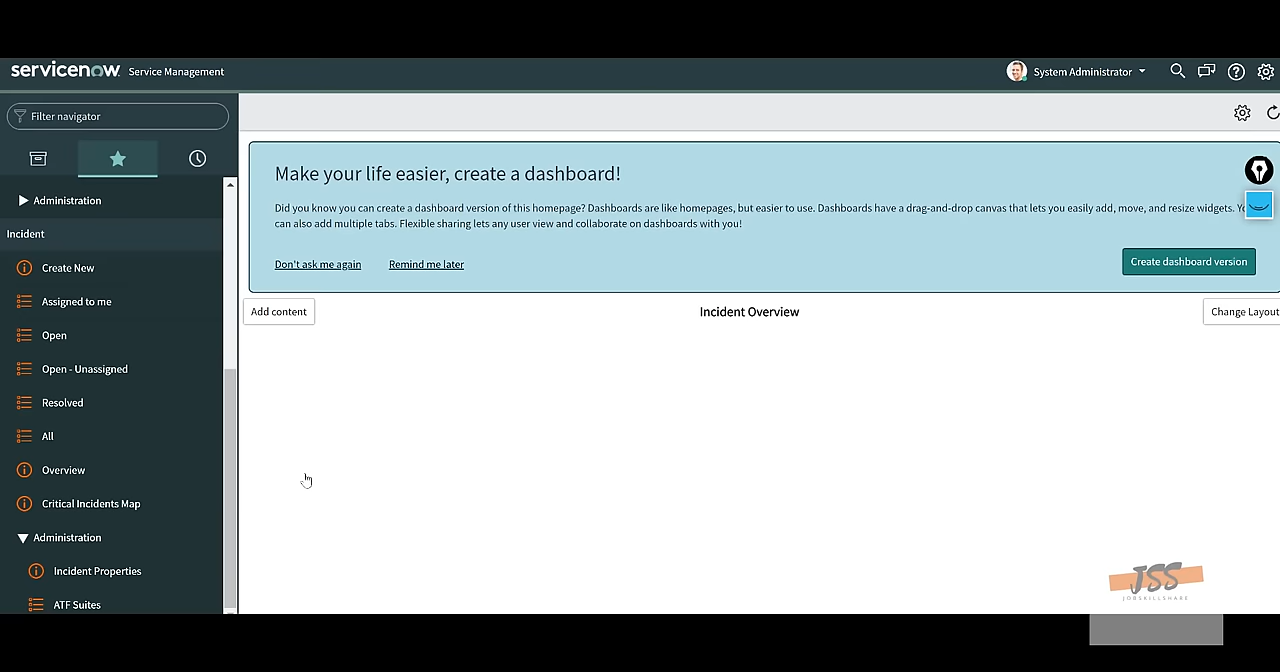 servicenow Service Management
System Administrator
Filter navigator
Administration
Incident
Create New
Assigned to me
Open
Open - Unassigned
Resolved
All
Overview
Critical Incidents Map
Administration
Incident Properties
ATF Suites
Make your life easier, create a dashboard!
Did you know you can create a dashboard version of this homepage? Dashboards are like homepages, but easier to use. Dashboards have a drag-and-drop canvas that lets you easily add, move, and resize widgets.
can also add multiple tabs. Flexible sharing lets any user view and collaborate on dashboards with you!
Don't ask me again Remind me later
Create dashboard version
Add content
Incident Overview
Change Layout
JSS
JOBSKILLSHARE